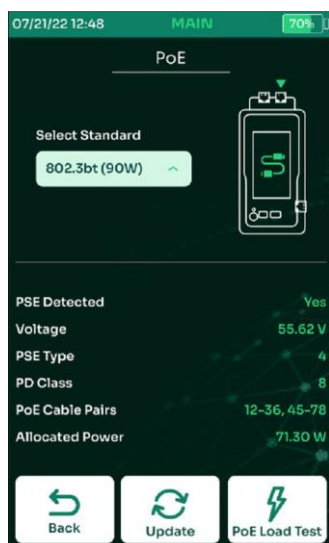 07/21/22 12:48 MAIN 70%
PoE
Select Standard
802.3bt (90W)
PSE Detected Yes
Voltage 55.62 V
PSE Type 4
PD Class 8
PoE Cable Pairs 12-36, 45-78
Allocated Power 71.30 W
Back Update PoE Load Test